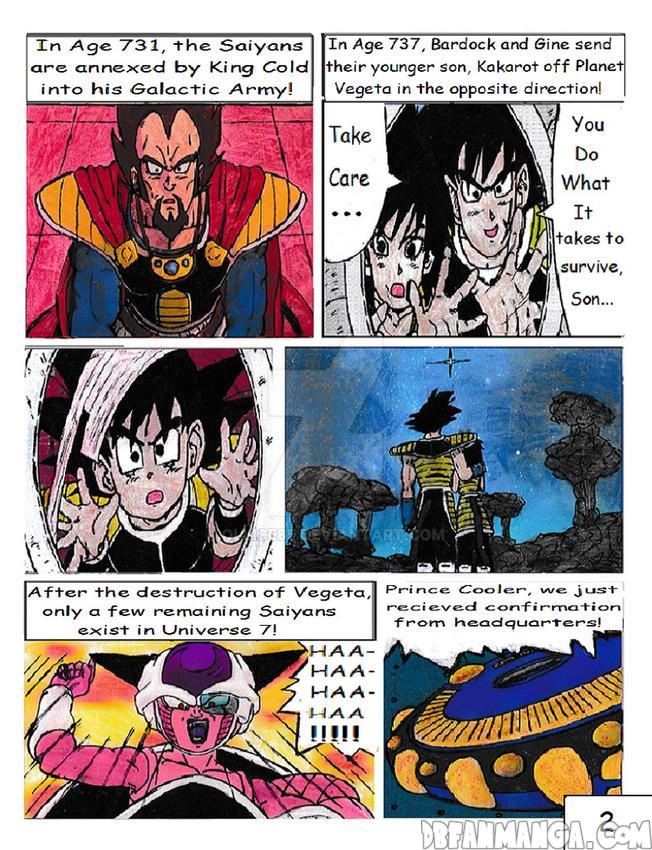 In Age 731, the Saiyans
are annexed by King Cold
into his Galactic Army!
In Age 737, Bardock and Gine send
their younger son, Kakarot off Planet
Vegeta in the opposite direction!
Take
Care
...
You
Do
What
It
takes to
survive,
Son...
After the destruction of Vegeta,
only a few remaining Saiyans
exist in Universe 7!
HAA-
HAA-
HAA-
HAA
!!!!!
Prince Cooler, we just
recieved confirmation
from headquarters!
2
DBFANMANGA.COM